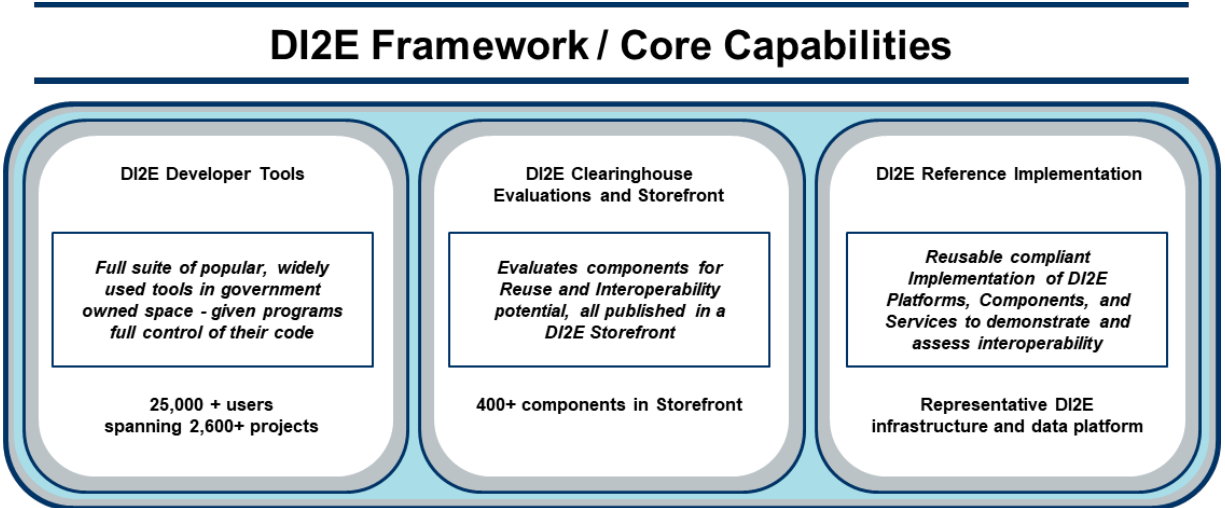 DI2E Framework / Core Capabilities
DI2E Developer Tools
Full suite of popular, widely
used tools in government
owned space - given programs
full control of their code
25,000 + users
spanning 2,600+ projects
DI2E Clearinghouse
Evaluations and Storefront
Evaluates components for
Reuse and Interoperability
potential, all published in a
DI2E Storefront
400+ components in Storefront
DI2E Reference Implementation
Reusable compliant
Implementation of DI2E
Platforms, Components, and
Services to demonstrate and
assess interoperability
Representative DI2E
infrastructure and data platform